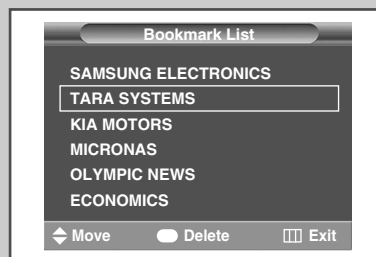 Bookmark List
SAMSUNG ELECTRONICS
TARA SYSTEMS
KIA MOTORS
MICRONAS
OLYMPIC NEWS
ECONOMICS
Move Delete Exit